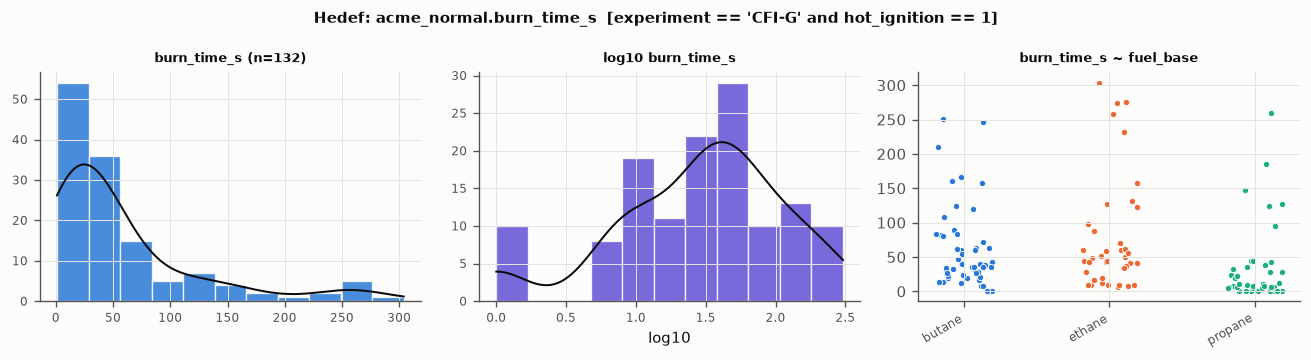 Hedef: acme_normal.burn_time_s [experiment == 'CFI-G' and hot_ignition == 1]
burn_time_s (n=132)
50
40
30
20
10
0
0 50 100 150 200 250 300
log10 burn_time_s
30
25
20
15
10
5
0
0.0 0.5 1.0 1.5 2.0 2.5
log10
burn_time_s ~ fuel_base
300
250
200
150
100
50
0
butane ethane propane